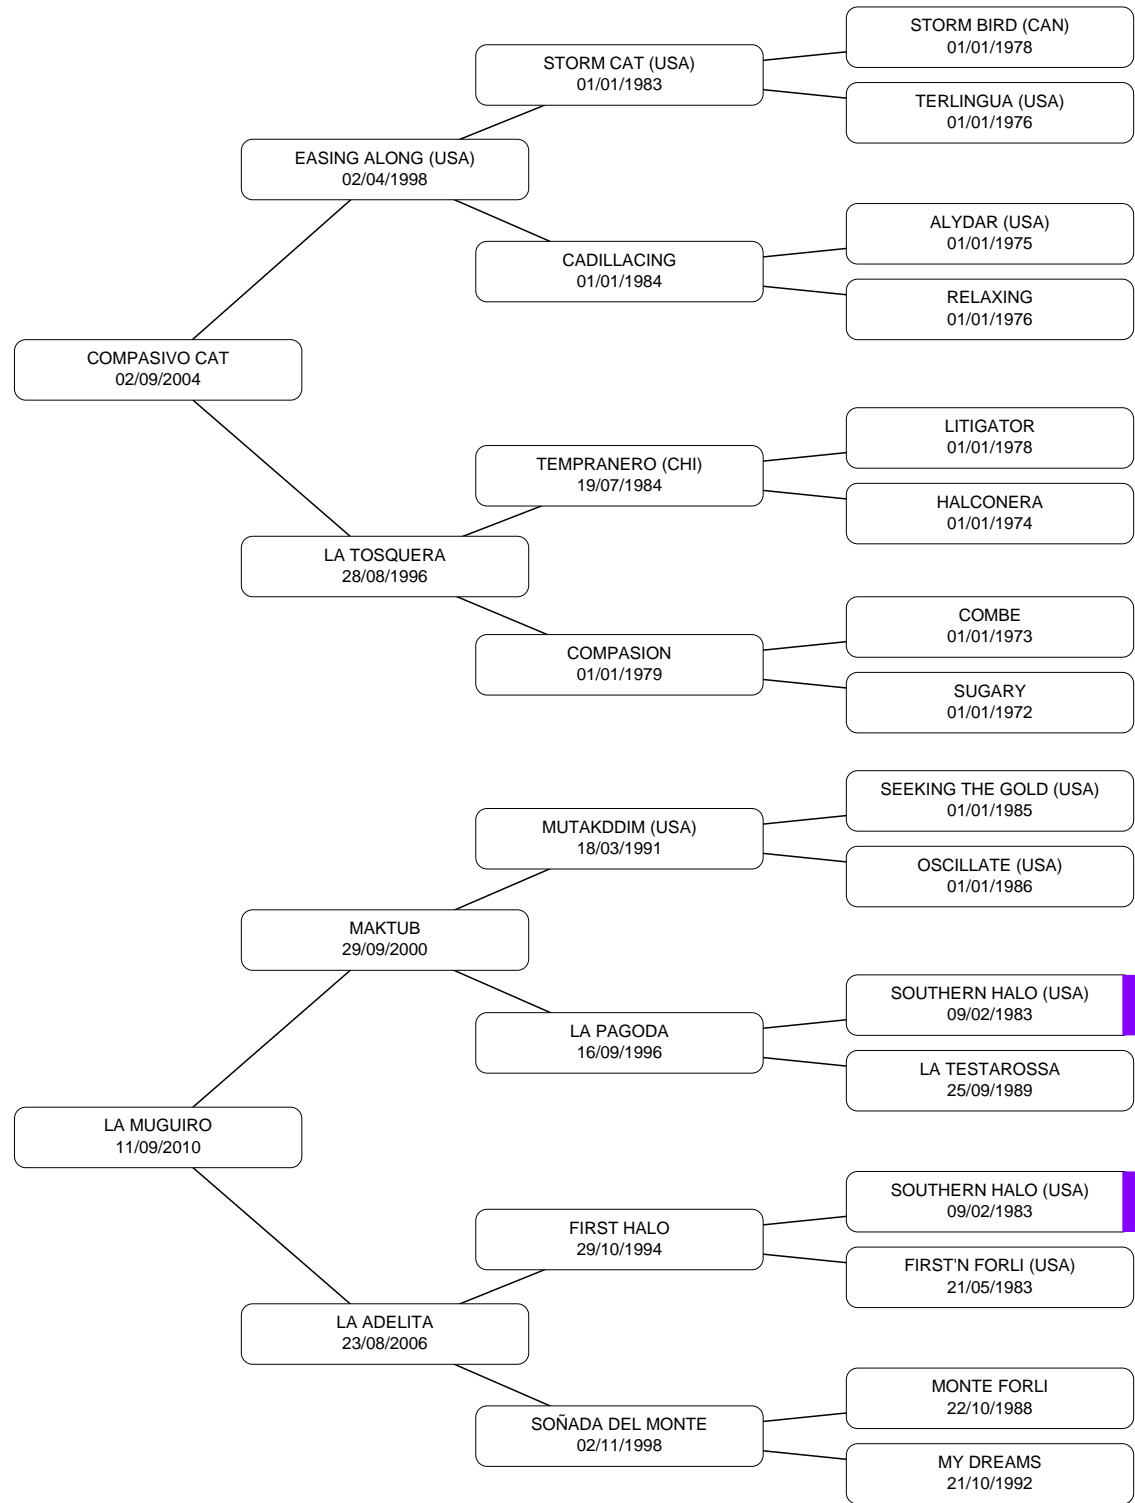 STORM BIRD (CAN)
01/01/1978
STORM CAT (USA)
01/01/1983
TERLINGUA (USA)
01/01/1976
EASING ALONG (USA)
02/04/1998
ALYDAR (USA)
01/01/1975
CADILLACING
01/01/1984
RELAXING
01/01/1976
COMPASIVO CAT
02/09/2004
LITIGATOR
01/01/1978
TEMPRANERO (CHI)
19/07/1984
HALCONERA
01/01/1974
LA TOSQUERA
28/08/1996
COMBE
01/01/1973
COMPASION
01/01/1979
SUGARY
01/01/1972
SEEKING THE GOLD (USA)
01/01/1985
MUTAKDDIM (USA)
18/03/1991
OSCILLATE (USA)
01/01/1986
MAKTUB
29/09/2000
SOUTHERN HALO (USA)
09/02/1983
LA PAGODA
16/09/1996
LA TESTAROSSA
25/09/1989
LA MUGUIRO
11/09/2010
SOUTHERN HALO (USA)
09/02/1983
FIRST HALO
29/10/1994
FIRST'N FORLI (USA)
21/05/1983
LA ADELITA
23/08/2006
MONTE FORLI
22/10/1988
SOÑADA DEL MONTE
02/11/1998
MY DREAMS
21/10/1992